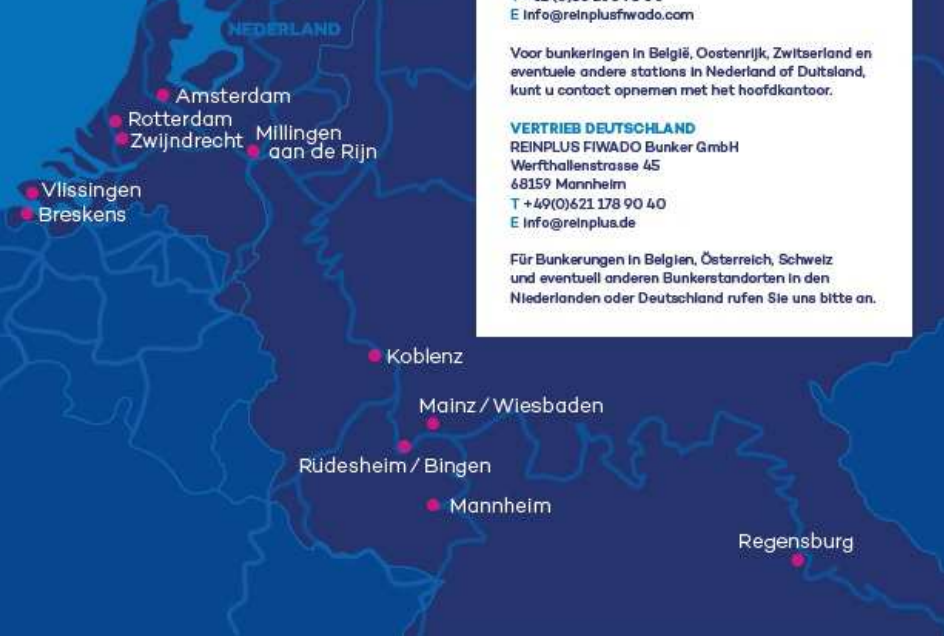 NEDERLAND
Amsterdam
Rotterdam
Zwijndrecht
Millingen
aan de Rijn
Vlissingen
Breskens
Koblenz
Mainz / Wiesbaden
Rüdesheim / Bingen
Mannheim
Regensburg
E info@reinplusfiwado.com
Voor bunkeringen in België, Oostenrijk, Zwitserland en
eventuele andere stations in Nederland of Duitsland,
kunt u contact opnemen met het hoofdkantoor.
VERTRIEB DEUTSCHLAND
REINPLUS FIWADO Bunker GmbH
Werfthallenstrasse 45
68159 Mannheim
T +49(0)621 178 90 40
E info@reinplus.de
Für Bunkerungen in Belgien, Österreich, Schweiz
und eventuell anderen Bunkerstandorten in den
Niederlanden oder Deutschland rufen Sie uns bitte an.